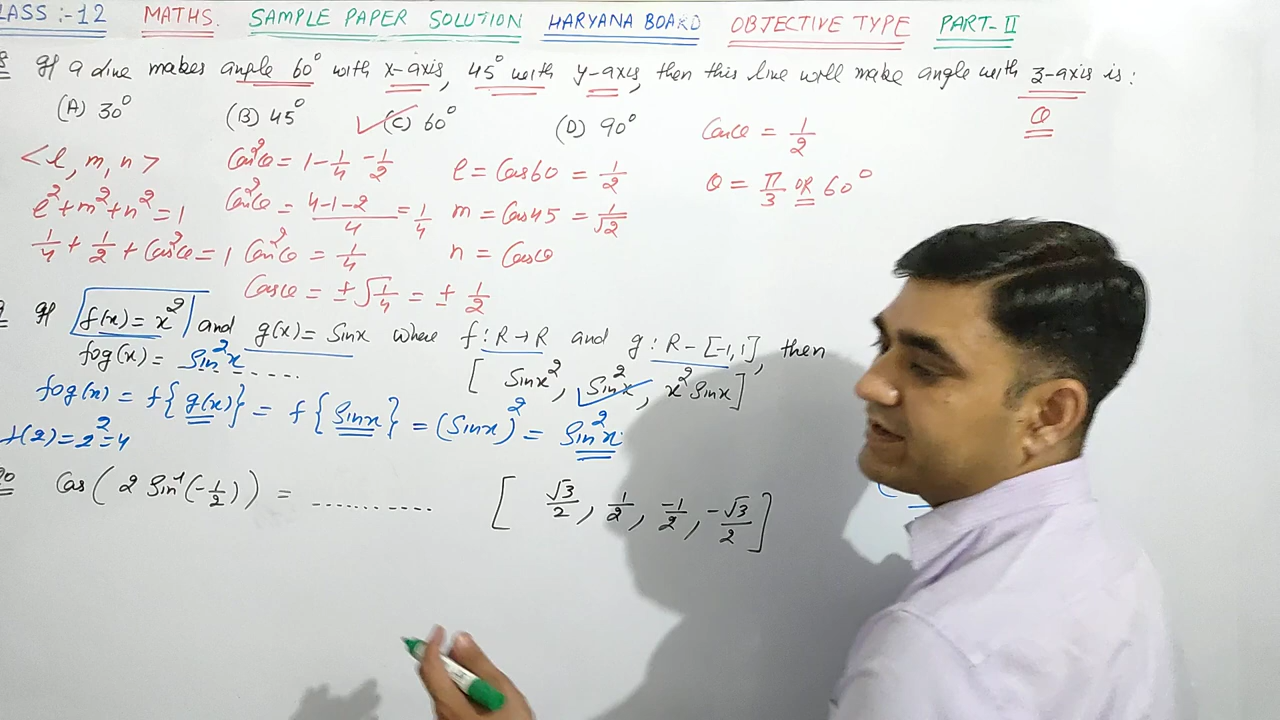 LASS :- 12 MATHS. SAMPLE PAPER SOLUTION HARYANA BOARD OBJECTIVE TYPE PART-II
8 If a line makes angle 60° with x-axis, 45° with y-axis, then this line will make angle with z-axis is :
(A) 30° (B) 45° (C) 60° (D) 90° θ
<l, m, n> Cos²θ = 1 - 1/4 - 1/2 l = Cos60 = 1/2 Cosθ = 1/2
l² + m² + n² = 1 Cos²θ = (4-1-2)/4 = 1/4 m = Cos45 = 1/√2 θ = π/3 OR 60°
1/4 + 1/2 + Cos²θ = 1 Cos²θ = 1/4 n = Cosθ
Cosθ = ± √(1/4) = ± 1/2
9 If f(x) = x² and g(x) = Sinx where f : R → R and g : R - [-1, 1], then
fog(x) = Sin²x ..... [ Sinx², Sin²x, x² Sinx ]
fog(x) = f{g(x)} = f{Sinx} = (Sinx)² = Sin²x
f(2) = 2² = 4
Cos(2 Sin⁻¹(-1/2)) = ........... [ √3/2, 1/2, -1/2, -√3/2 ]